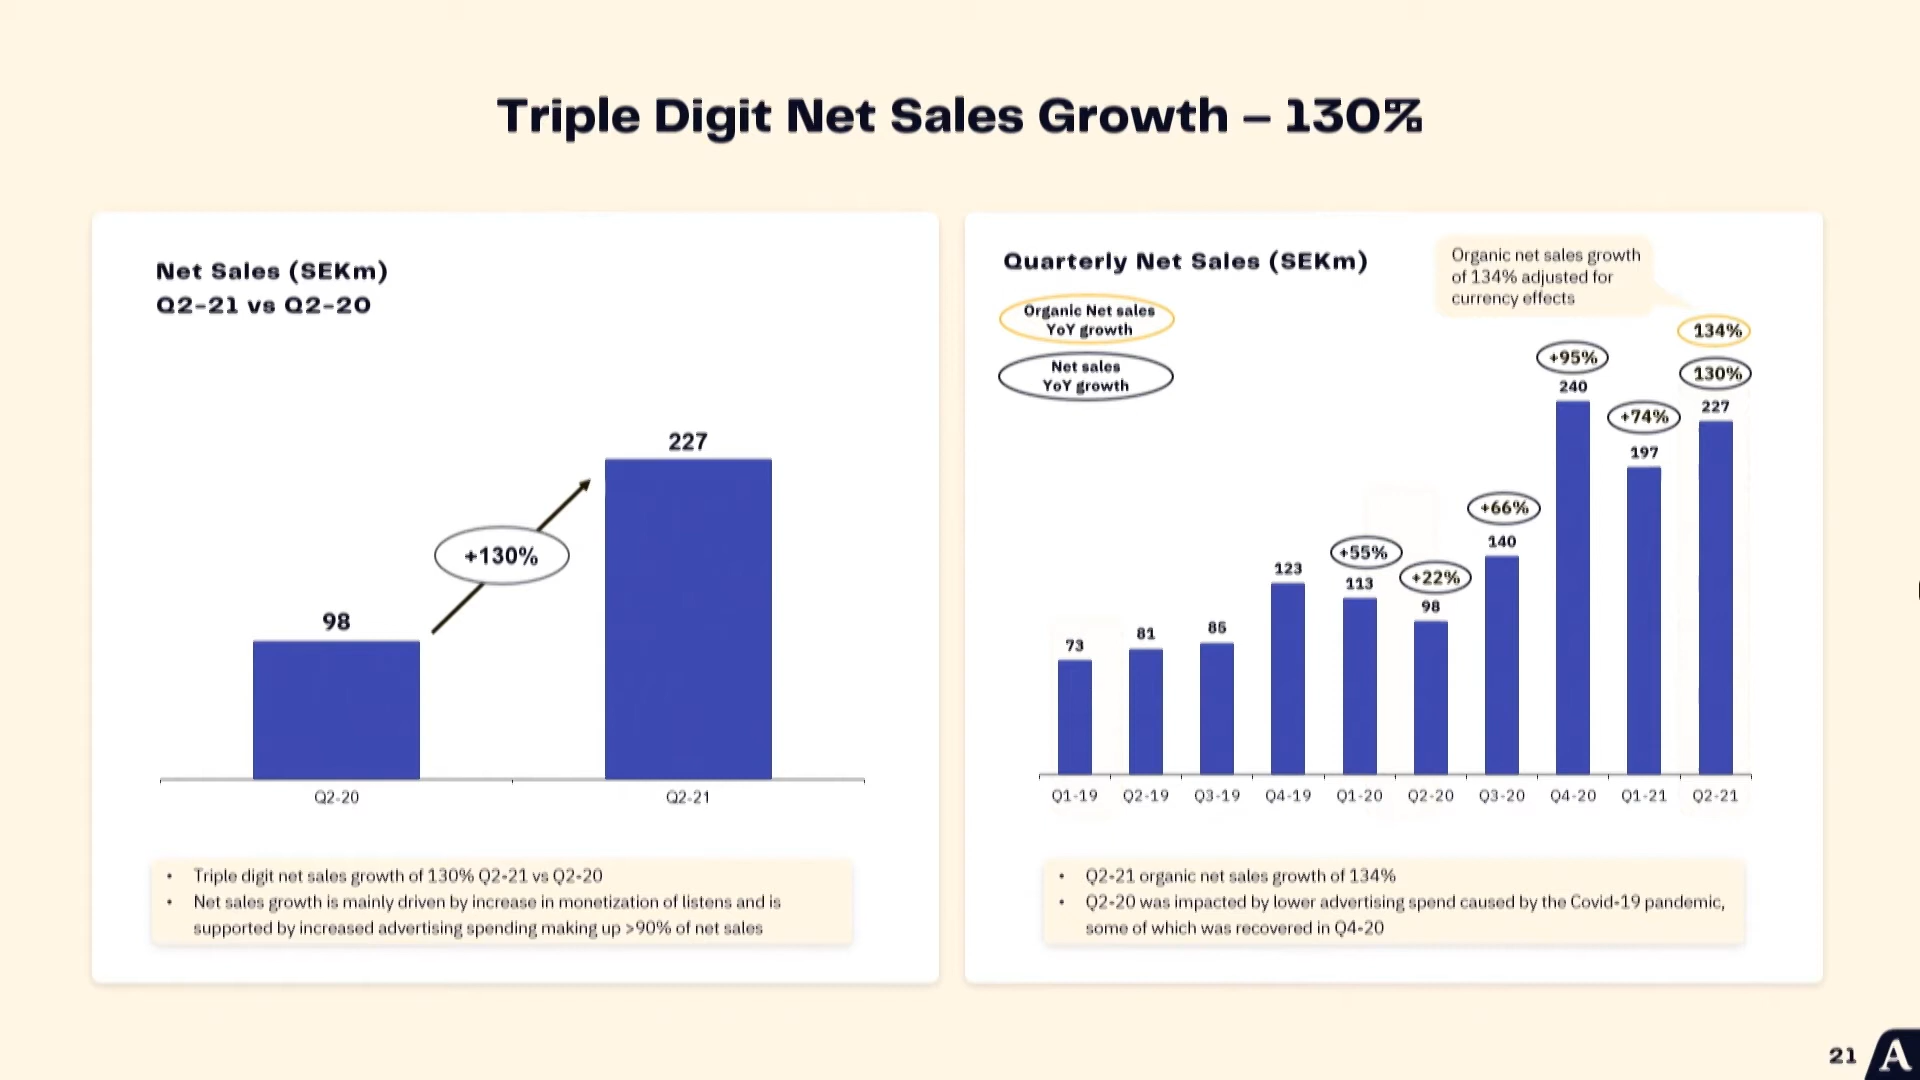 Triple Digit Net Sales Growth – 130%
Net Sales (SEKm)
Q2-21 vs Q2-20
227
+130%
98
Q2-20
Q2-21
• Triple digit net sales growth of 130% Q2-21 vs Q2-20
• Net sales growth is mainly driven by increase in monetization of listens and is
supported by increased advertising spending making up >90% of net sales
Quarterly Net Sales (SEKm)
Organic net sales growth
of 134% adjusted for
currency effects
Organic Net sales
YoY growth
Net sales
YoY growth
134%
130%
227
+95%
240
+74%
197
+66%
140
+55%
113
+22%
98
123
85
81
73
Q1-19
Q2-19
Q3-19
Q4-19
Q1-20
Q2-20
Q3-20
Q4-20
Q1-21
Q2-21
• Q2-21 organic net sales growth of 134%
• Q2-20 was impacted by lower advertising spend caused by the Covid-19 pandemic,
some of which was recovered in Q4-20
21
A